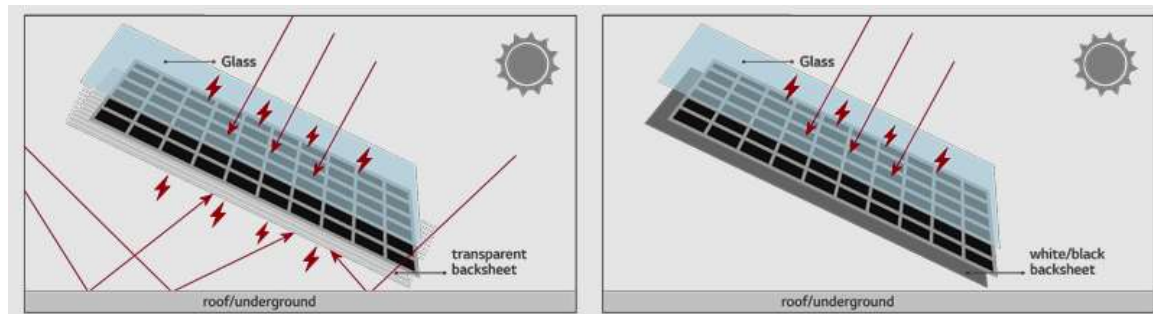 Glass
transparent
backsheet
roof/underground
Glass
white/black
backsheet
roof/underground